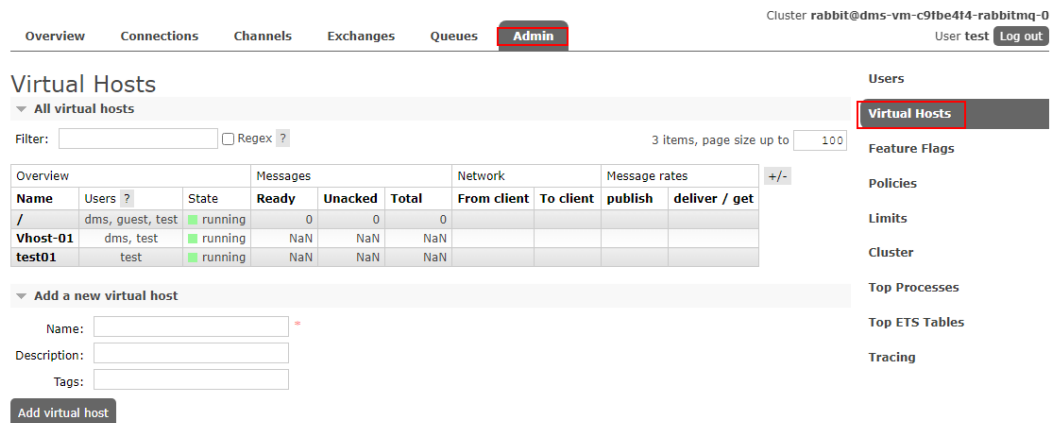 Cluster rabbit@dms-vm-c9fbe4f4-rabbitmq-0
Overview Connections Channels Exchanges Queues Admin User test Log out
Virtual Hosts
All virtual hosts
Filter: Regex ? 3 items, page size up to 100
Overview Messages Network Message rates +/-
Name Users ? State Ready Unacked Total From client To client publish deliver / get
/ dms, guest, test running 0 0 0
Vhost-01 dms, test running NaN NaN NaN
test01 test running NaN NaN NaN
Add a new virtual host
Name: *
Description:
Tags:
Add virtual host
Users
Virtual Hosts
Feature Flags
Policies
Limits
Cluster
Top Processes
Top ETS Tables
Tracing